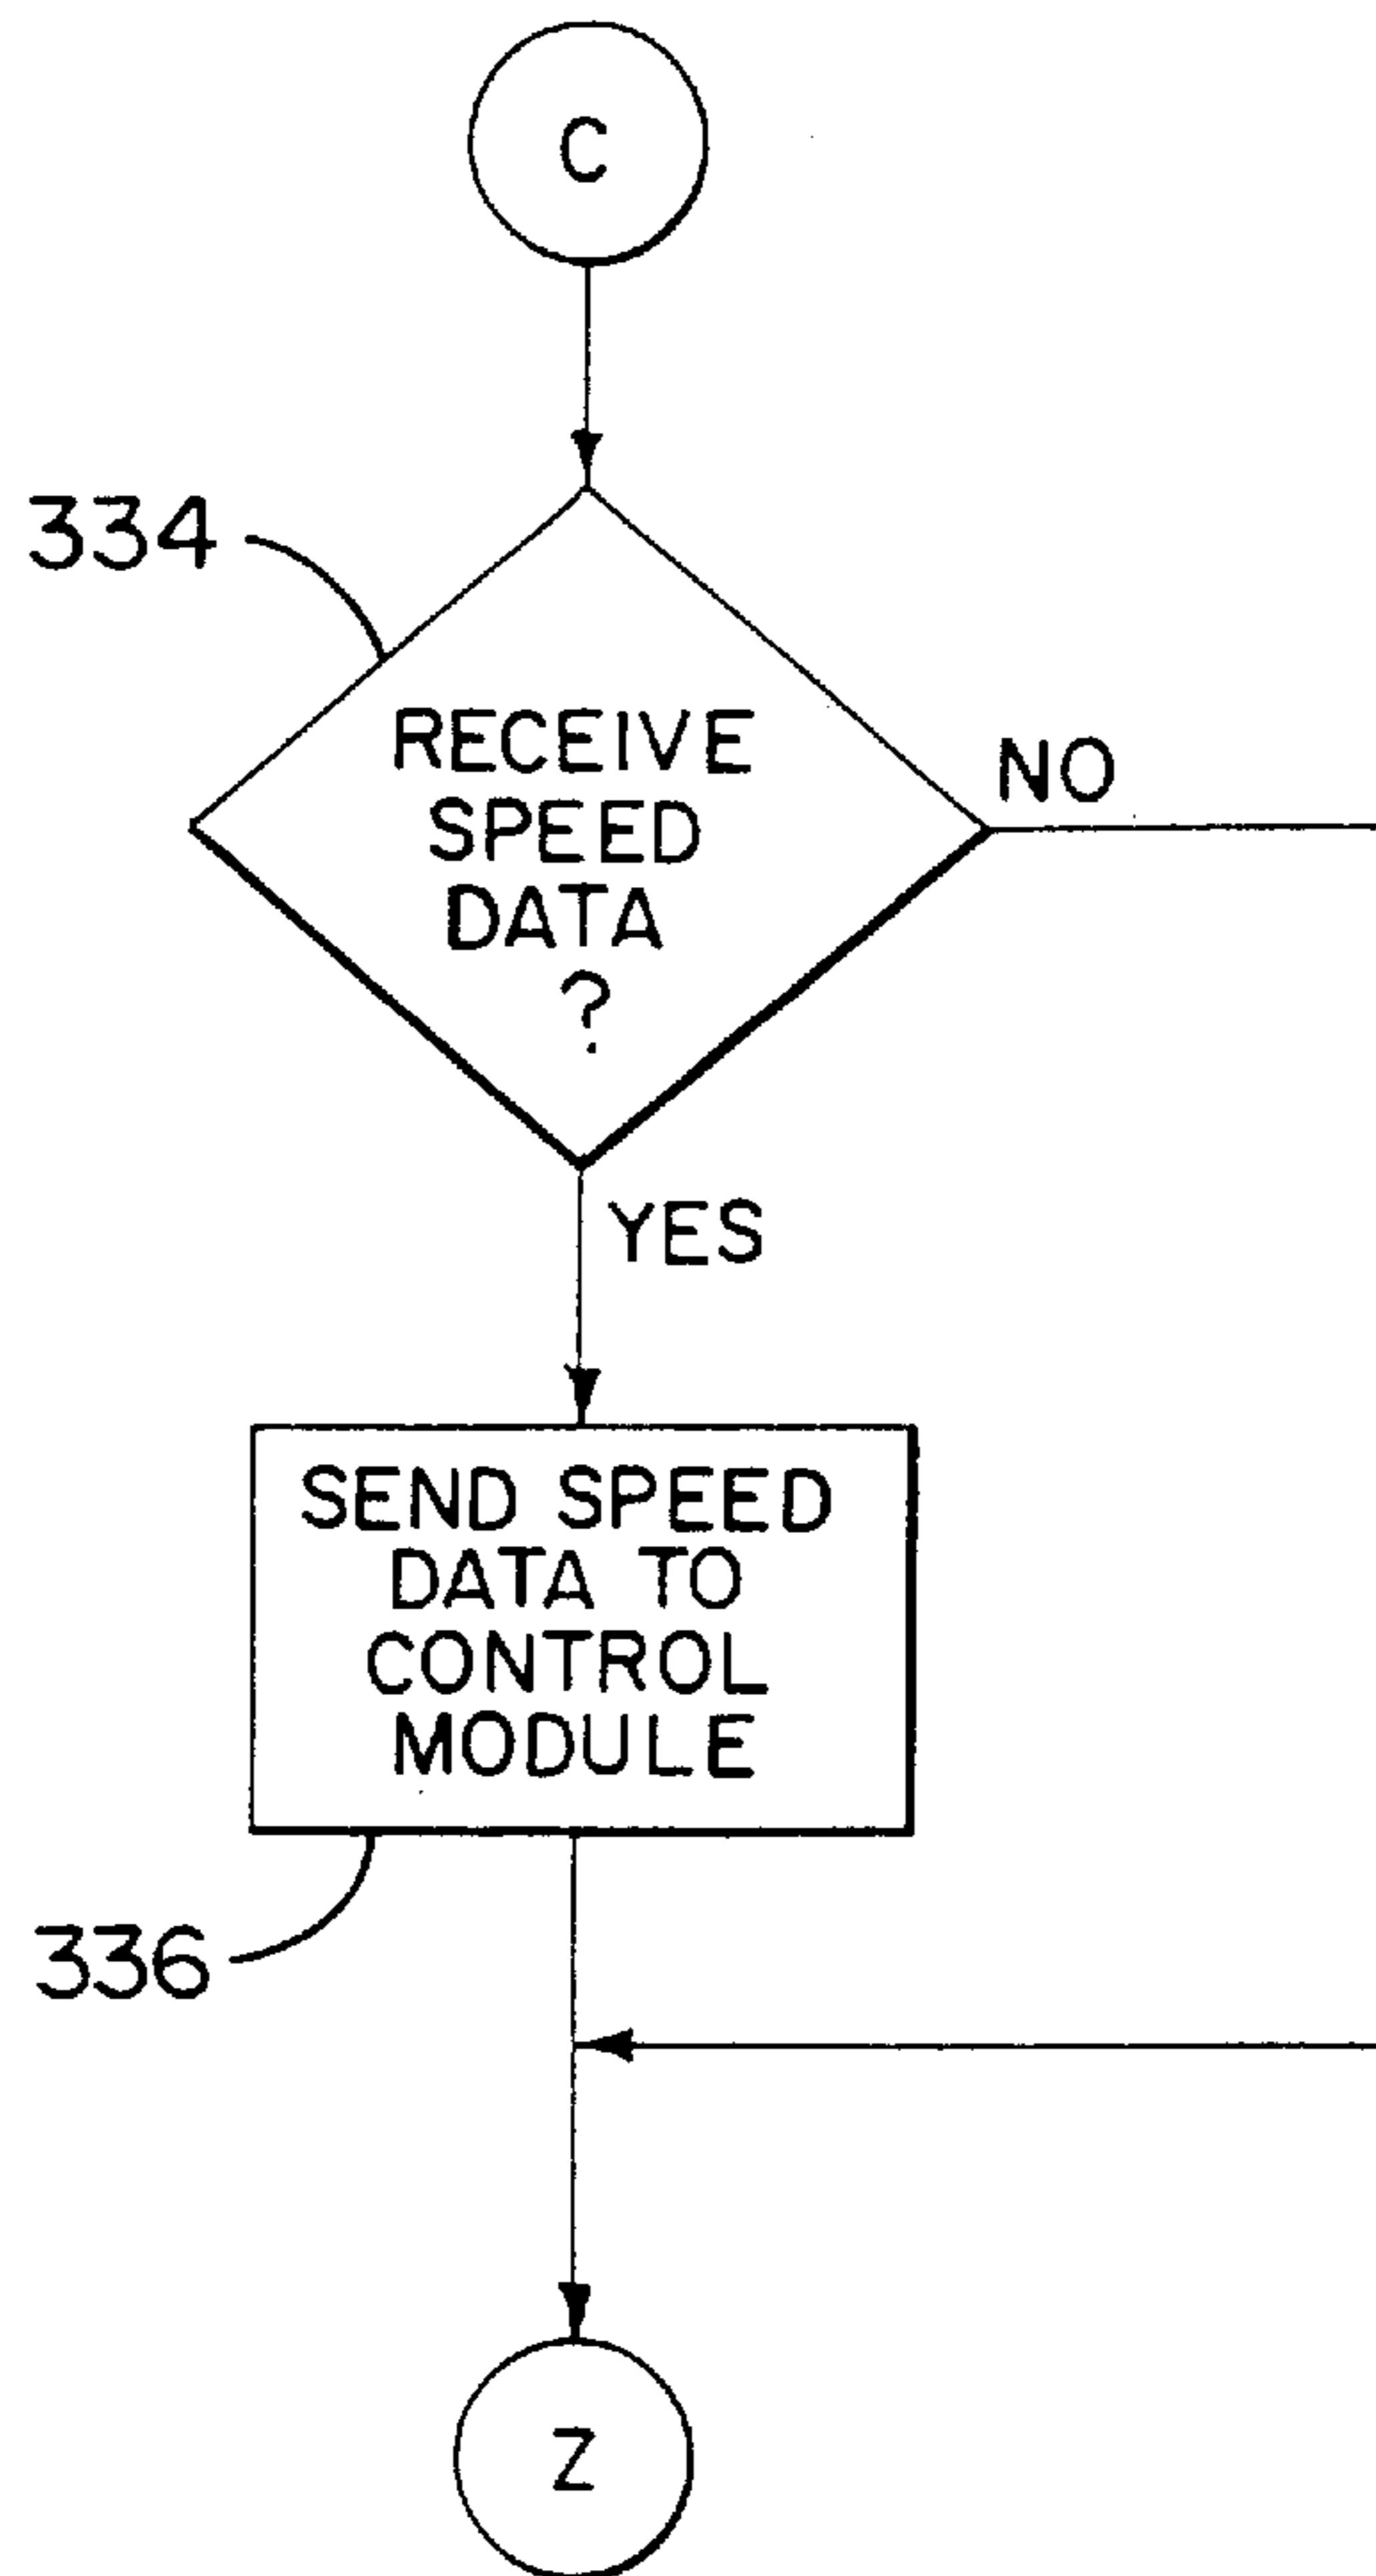 C
334
RECEIVE
SPEED
DATA
?
NO
YES
SEND SPEED
DATA TO
CONTROL
MODULE
336
Z